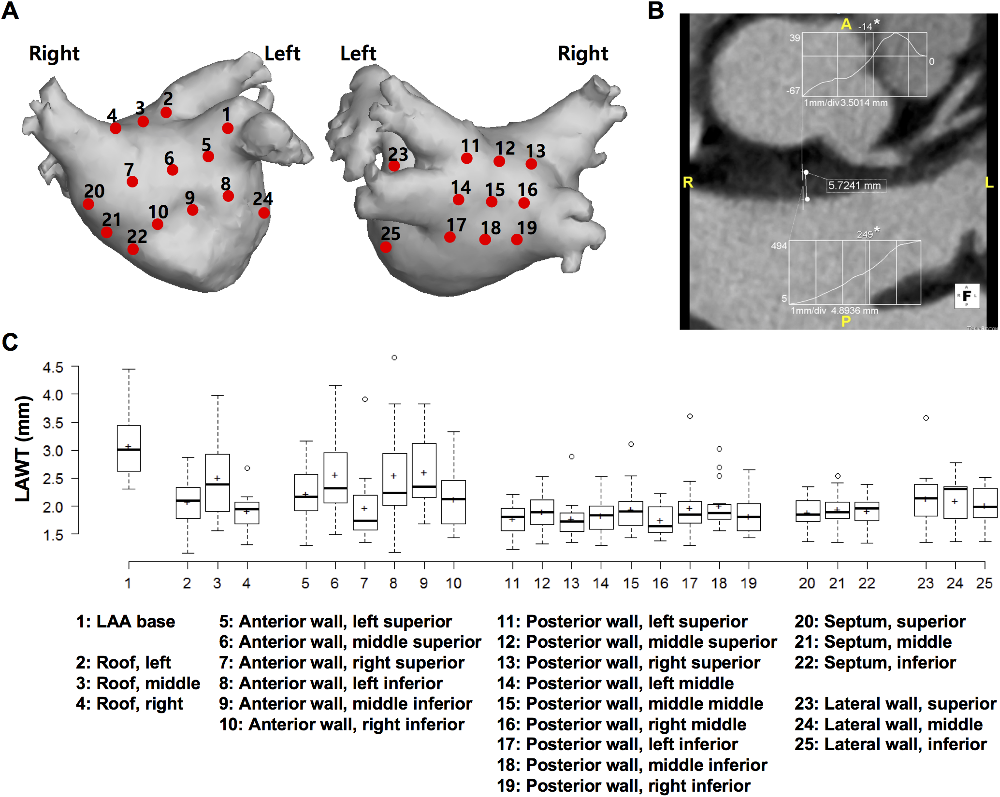 A
Right
Left
Left
Right
1
2
3
4
5
6
7
8
9
10
20
21
22
24
11
12
13
14
15
16
17
18
19
23
25
B
A
-14*
39
0
-67
1mm/div 3.5014 mm
R
L
5.7241 mm
249*
494
5
1mm/div 4.8936 mm
P
A
R F L
P
TeraRecon
C
LAWT (mm)
4.5
4.0
3.5
3.0
2.5
2.0
1.5
1 2 3 4 5 6 7 8 9 10 11 12 13 14 15 16 17 18 19 20 21 22 23 24 25
1: LAA base
2: Roof, left
3: Roof, middle
4: Roof, right
5: Anterior wall, left superior
6: Anterior wall, middle superior
7: Anterior wall, right superior
8: Anterior wall, left inferior
9: Anterior wall, middle inferior
10: Anterior wall, right inferior
11: Posterior wall, left superior
12: Posterior wall, middle superior
13: Posterior wall, right superior
14: Posterior wall, left middle
15: Posterior wall, middle middle
16: Posterior wall, right middle
17: Posterior wall, left inferior
18: Posterior wall, middle inferior
19: Posterior wall, right inferior
20: Septum, superior
21: Septum, middle
22: Septum, inferior
23: Lateral wall, superior
24: Lateral wall, middle
25: Lateral wall, inferior